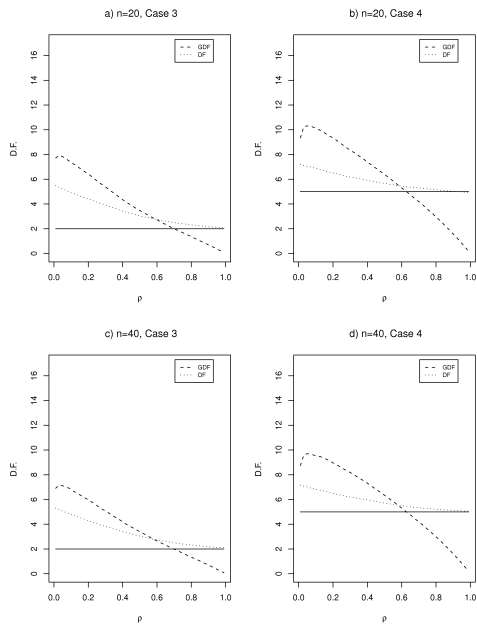 a) n=20, Case 3
GDF
DF
D.F.
16
14
12
10
8
6
4
2
0
0.0 0.2 0.4 0.6 0.8 1.0
ρ
b) n=20, Case 4
GDF
DF
D.F.
16
14
12
10
8
6
4
2
0
0.0 0.2 0.4 0.6 0.8 1.0
ρ
c) n=40, Case 3
GDF
DF
D.F.
16
14
12
10
8
6
4
2
0
0.0 0.2 0.4 0.6 0.8 1.0
ρ
d) n=40, Case 4
GDF
DF
D.F.
16
14
12
10
8
6
4
2
0
0.0 0.2 0.4 0.6 0.8 1.0
ρ